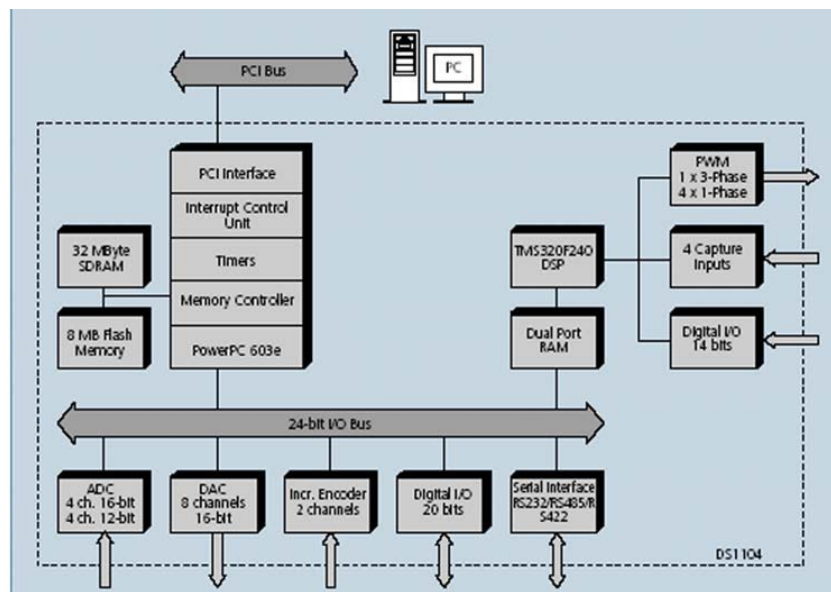 PCI Bus
PC
PCI Interface
Interrupt Control
Unit
Timers
Memory Controller
PowerPC 603e
32 MByte
SDRAM
8 MB Flash
Memory
TMS320F240
DSP
Dual Port
RAM
PWM
1 x 3-Phase
4 x 1-Phase
4 Capture
Inputs
Digital I/O
14 bits
24-bit I/O Bus
ADC
4 ch. 16-bit
4 ch. 12-bit
DAC
8 channels
16-bit
Incr. Encoder
2 channels
Digital I/O
20 bits
Serial Interface
RS232/RS485/R
S422
DS1104